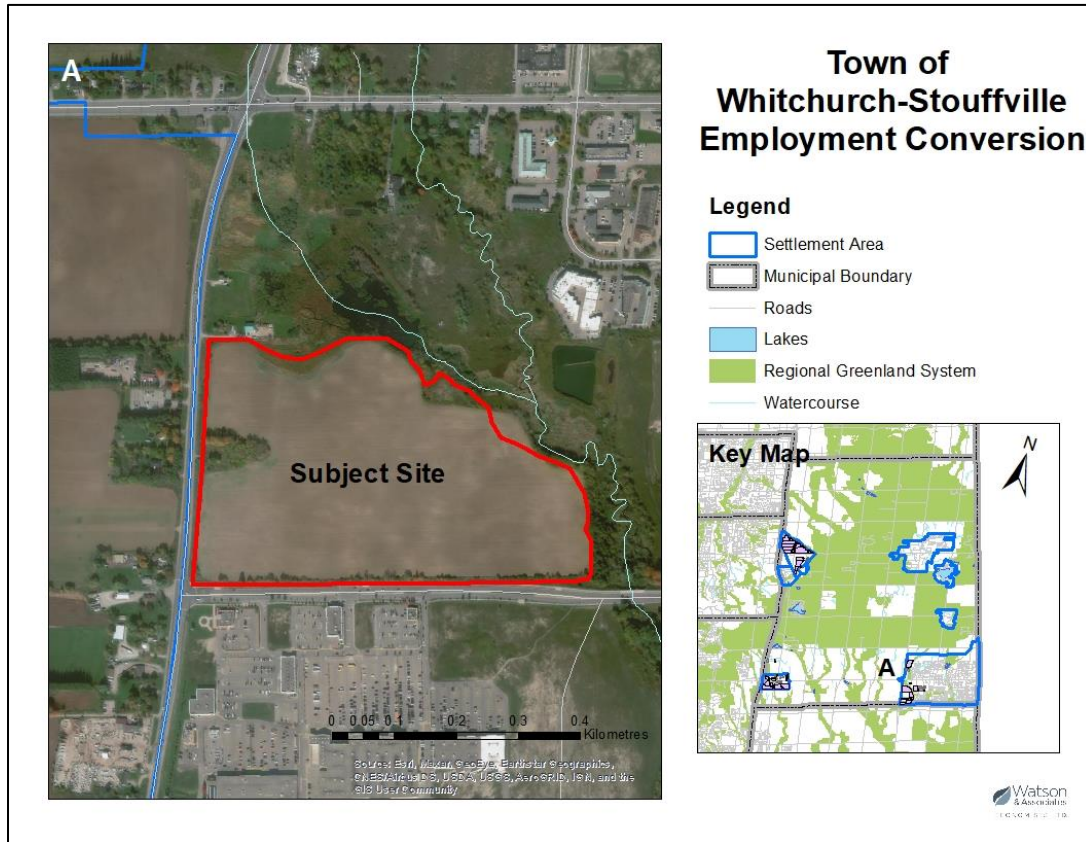 A
Subject Site
0 0.05 0.1 0.2 0.3 0.4
Kilometres
Source: Esri, Maxar, GeoEye, Earthstar Geographics,
CNES/Airbus DS, USDA, USGS, AeroGRID, IGN, and the
GIS User Community
Town of
Whitchurch-Stouffville
Employment Conversion
Legend
Settlement Area
Municipal Boundary
Roads
Lakes
Regional Greenland System
Watercourse
Key Map
N
A
Watson
& Associates
ECONOMISTS LTD.